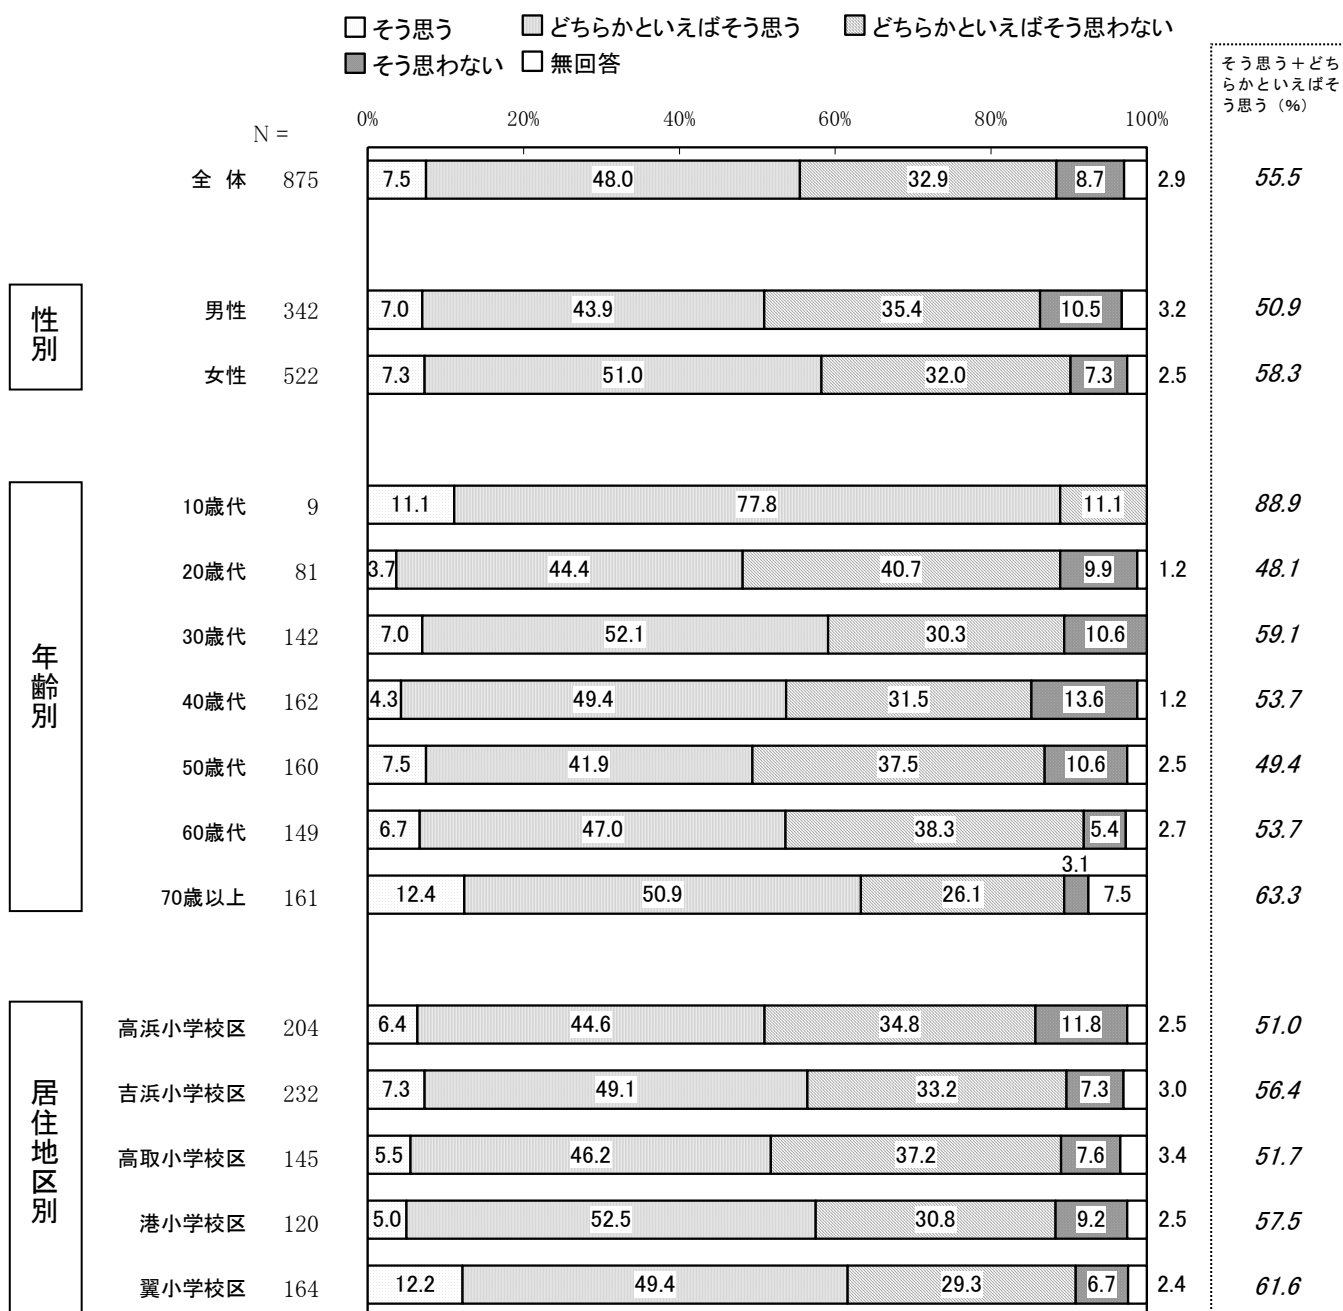 そう思う どちらかといえばそう思う どちらかといえばそう思わない
そう思わない 無回答
そう思う＋どち
らかといえばそ
う思う（%）
N = 0% 20% 40% 60% 80% 100%
全 体 875 7.5 48.0 32.9 8.7 2.9 55.5
性別
男性 342 7.0 43.9 35.4 10.5 3.2 50.9
女性 522 7.3 51.0 32.0 7.3 2.5 58.3
年齢別
10歳代 9 11.1 77.8 11.1 88.9
20歳代 81 3.7 44.4 40.7 9.9 1.2 48.1
30歳代 142 7.0 52.1 30.3 10.6 59.1
40歳代 162 4.3 49.4 31.5 13.6 1.2 53.7
50歳代 160 7.5 41.9 37.5 10.6 2.5 49.4
60歳代 149 6.7 47.0 38.3 5.4 2.7 53.7
70歳以上 161 12.4 50.9 26.1 3.1 7.5 63.3
居住地区別
高浜小学校区 204 6.4 44.6 34.8 11.8 2.5 51.0
吉浜小学校区 232 7.3 49.1 33.2 7.3 3.0 56.4
高取小学校区 145 5.5 46.2 37.2 7.6 3.4 51.7
港小学校区 120 5.0 52.5 30.8 9.2 2.5 57.5
翼小学校区 164 12.2 49.4 29.3 6.7 2.4 61.6